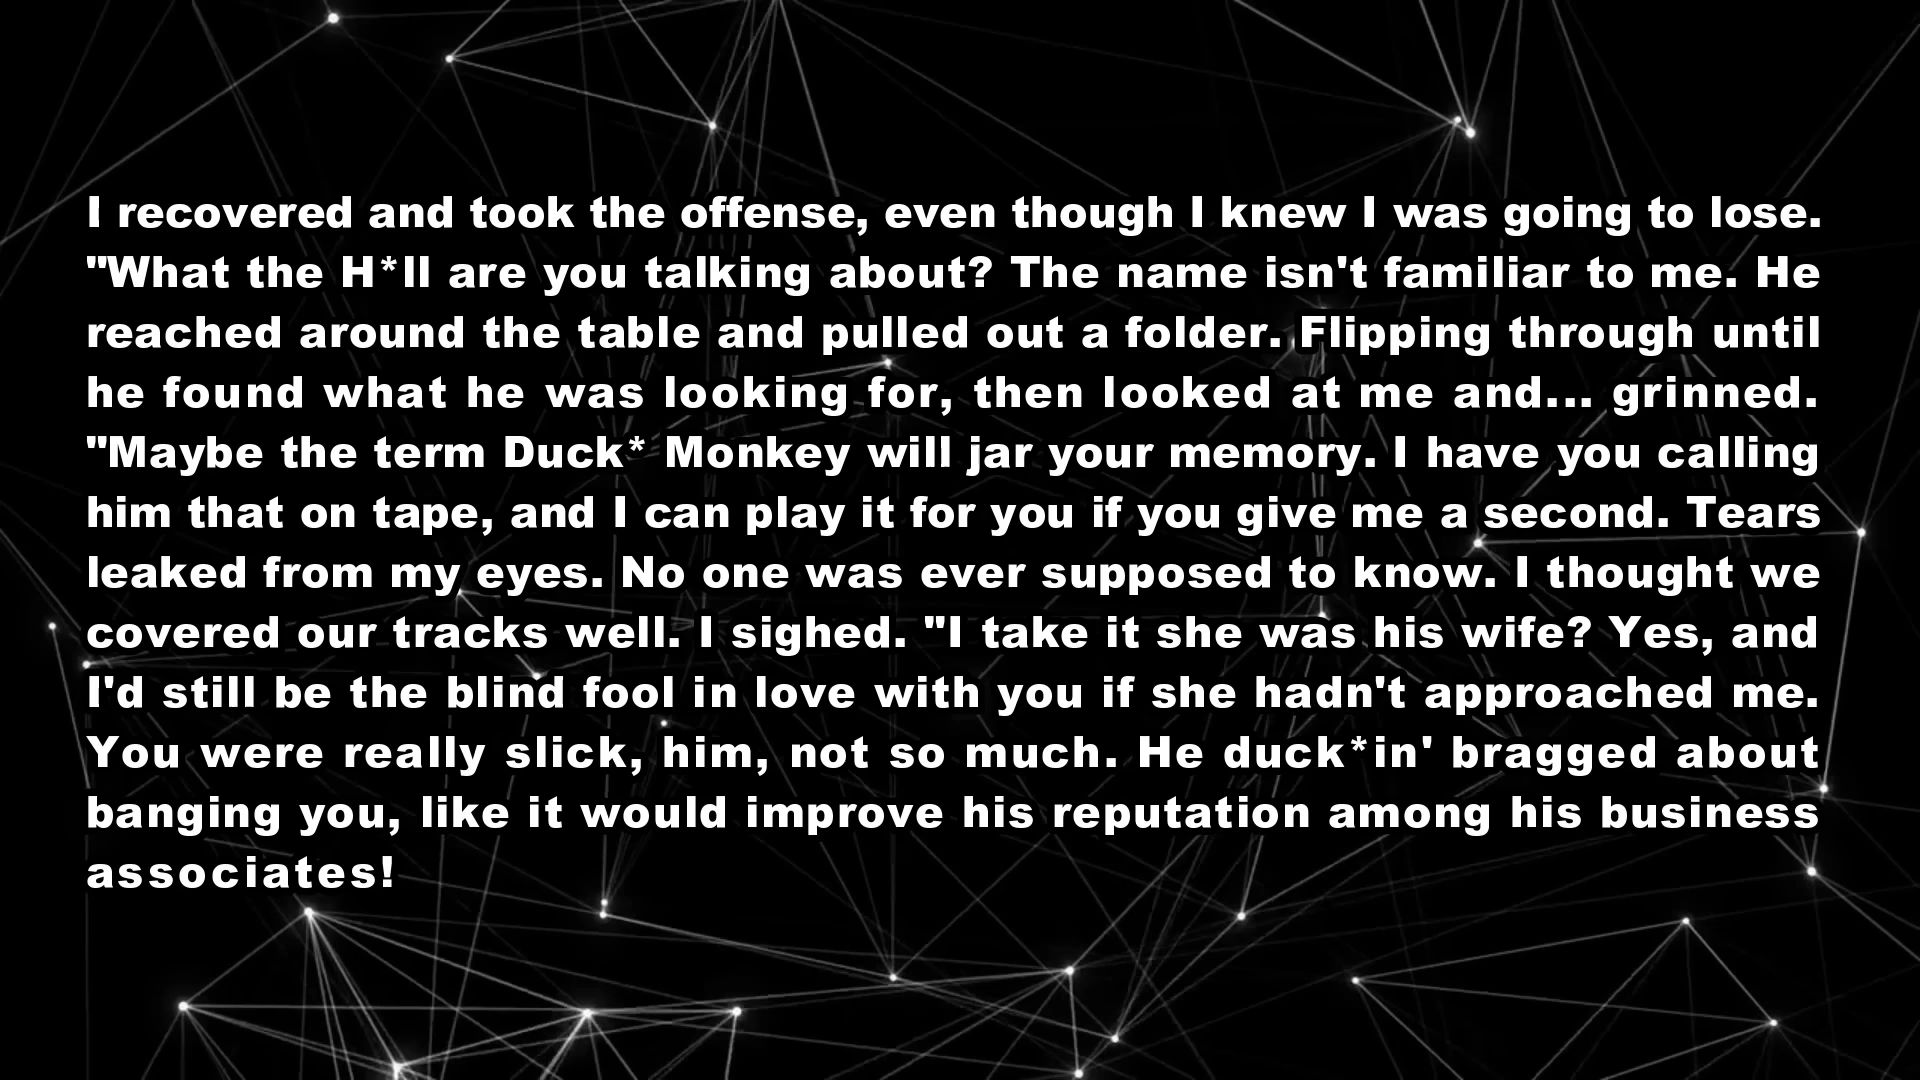 I recovered and took the offense, even though I knew I was going to lose.
"What the H*ll are you talking about? The name isn't familiar to me. He
reached around the table and pulled out a folder. Flipping through until
he found what he was looking for, then looked at me and... grinned.
"Maybe the term Duck* Monkey will jar your memory. I have you calling
him that on tape, and I can play it for you if you give me a second. Tears
leaked from my eyes. No one was ever supposed to know. I thought we
covered our tracks well. I sighed. "I take it she was his wife? Yes, and
I'd still be the blind fool in love with you if she hadn't approached me.
You were really slick, him, not so much. He duck*in' bragged about
banging you, like it would improve his reputation among his business
associates!